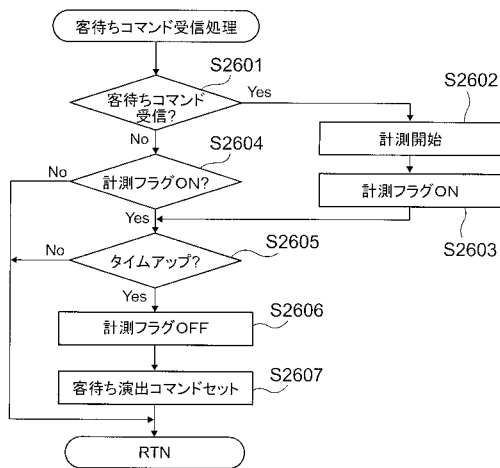 客待ちコマンド受信処理
S2601
客待ちコマンド
受信?
Yes
No
S2602
計測開始
計測フラグON
S2603
S2604
計測フラグON?
No
Yes
S2605
タイムアップ?
No
Yes
S2606
計測フラグOFF
S2607
客待ち演出コマンドセット
RTN